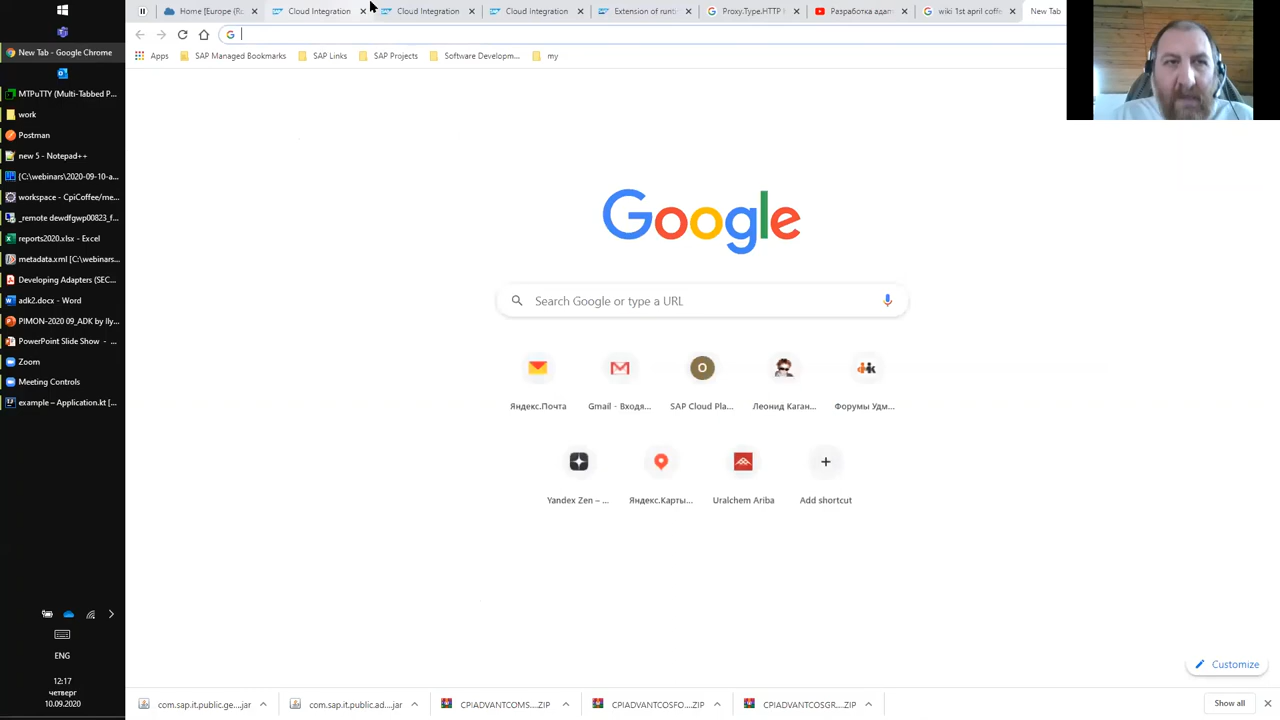 New Tab - Google Chrome
MTPuTTY (Multi-Tabbed P...
work
Postman
new 5 - Notepad++
[C:\webinars\2020-09-10-a...
workspace - CpiCoffee/me...
_remote dewdfgwp00823_f...
reports2020.xlsx - Excel
metadata.xml [C:\webinars...
Developing Adapters (SEC...
adk2.docx - Word
PIMON-2020 09_ADK by Ily...
PowerPoint Slide Show - ...
Zoom
Meeting Controls
example – Application.kt [...
ENG
12:17
четверг
10.09.2020
Home [Europe (Ro
Cloud Integration
Cloud Integration
Cloud Integration
Extension of runt
Proxy.Type.HTTP
Разработка адап
wiki 1st april coffe
New Tab
Apps
SAP Managed Bookmarks
SAP Links
SAP Projects
Software Developm...
my
Google
Search Google or type a URL
Яндекс.Почта
Gmail - Входя...
SAP Cloud Pla...
O
Леонид Каган...
Форумы Удм...
Yandex Zen – ...
Яндекс.Карты...
Uralchem Ariba
Add shortcut
Customize
com.sap.it.public.ge....jar
com.sap.it.public.ad....jar
CPIADVANTCOMS....ZIP
CPIADVANTCOSFO....ZIP
CPIADVANTCOSGR....ZIP
Show all